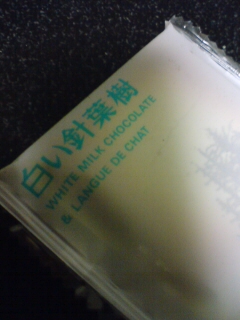 白い針葉樹
WHITE MILK CHOCOLATE
& LANGUE DE CHAT